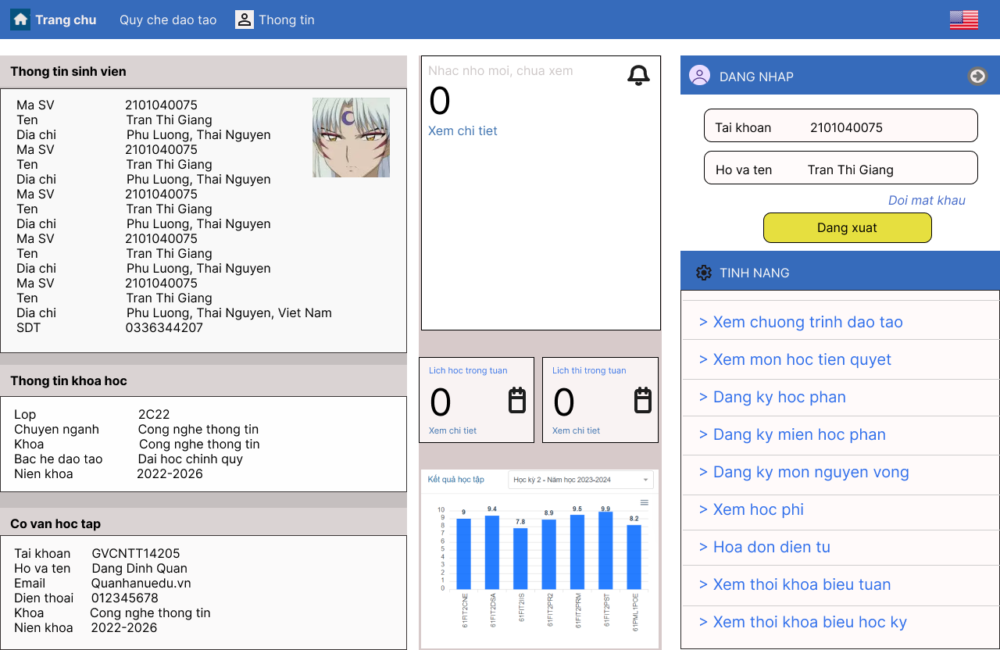 Trang chu Quy che dao tao Thong tin
Thong tin sinh vien
Ma SV 2101040075
Ten Tran Thi Giang
Dia chi Phu Luong, Thai Nguyen
Ma SV 2101040075
Ten Tran Thi Giang
Dia chi Phu Luong, Thai Nguyen
Ma SV 2101040075
Ten Tran Thi Giang
Dia chi Phu Luong, Thai Nguyen
Ma SV 2101040075
Ten Tran Thi Giang
Dia chi Phu Luong, Thai Nguyen
Ma SV 2101040075
Ten Tran Thi Giang
Dia chi Phu Luong, Thai Nguyen, Viet Nam
SDT 0336344207
Thong tin khoa hoc
Lop 2C22
Chuyen nganh Cong nghe thong tin
Khoa Cong nghe thong tin
Bac he dao tao Dai hoc chinh quy
Nien khoa 2022-2026
Co van hoc tap
Tai khoan GVCNTT14205
Ho va ten Dang Dinh Quan
Email Quanhanuedu.vn
Dien thoai 012345678
Khoa Cong nghe thong tin
Nien khoa 2022-2026
Nhac nho moi, chua xem
0
Xem chi tiet
Lich hoc trong tuan
0
Xem chi tiet
Lich thi trong tuan
0
Xem chi tiet
Kết quả học tập Học kỳ 2 - Năm học 2023-2024
10
9
8
7
6
5
4
3
2
1
0
9 9.4 7.8 8.9 9.5 9.9 8.2
61FIT2CNE
61FIT2DSA
61FIT2IIS
61FIT2PR2
61FIT2PRM
61FIT2PST
61PML1POE
DANG NHAP
Tai khoan 2101040075
Ho va ten Tran Thi Giang
Doi mat khau
Dang xuat
TINH NANG
> Xem chuong trinh dao tao
> Xem mon hoc tien quyet
> Dang ky hoc phan
> Dang ky mien hoc phan
> Dang ky mon nguyen vong
> Xem hoc phi
> Hoa don dien tu
> Xem thoi khoa bieu tuan
> Xem thoi khoa bieu hoc ky